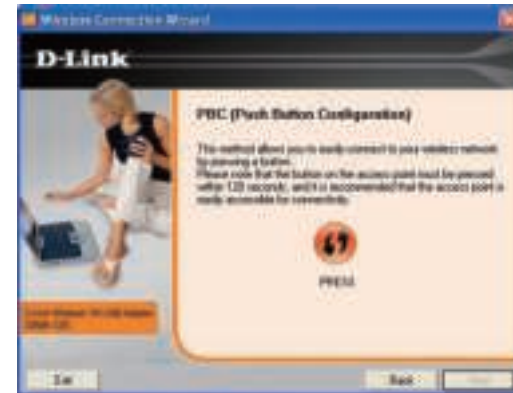 Wireless Connection Wizard
D-Link
PBC (Push Button Configuration)
This method allows you to easily connect to your wireless network
by pressing a button.
Please note that the button on the access point must be pressed
within 120 seconds, and it is recommended that the access point is
easily accessible for connectivity.
PRESS
Exit
Back